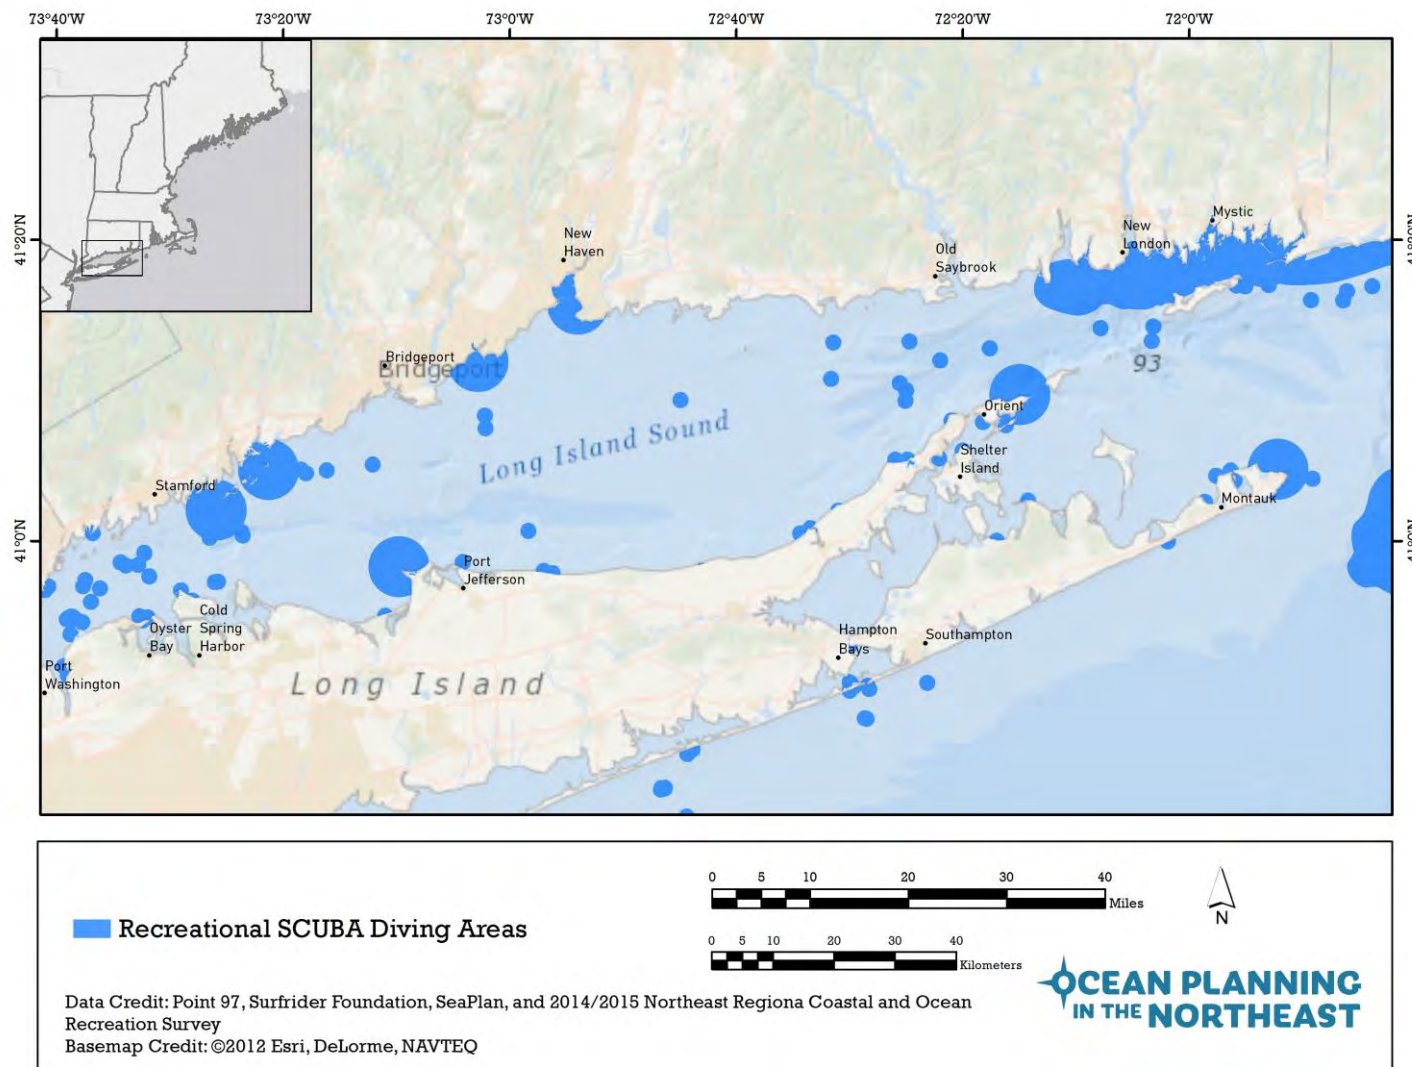 73°40'W 73°20'W 73°0'W 72°40'W 72°20'W 72°0'W
41°20'N
41°20'N
41°0'N
41°0'N
Mystic
New
London
New
Haven
Old
Saybrook
Bridgeport
Bridgeport
93
Long Island Sound
Orient
Shelter
Island
Stamford
Montauk
Port
Jefferson
Cold
Spring
Harbor
Oyster
Bay
Port
Washington
Hampton
Bays
Southampton
Long Island
0 5 10 20 30 40
Miles
N
Recreational SCUBA Diving Areas
0 5 10 20 30 40
Kilometers
OCEAN PLANNING
IN THE NORTHEAST
Data Credit: Point 97, Surfrider Foundation, SeaPlan, and 2014/2015 Northeast Regiona Coastal and Ocean
Recreation Survey
Basemap Credit: ©2012 Esri, DeLorme, NAVTEQ